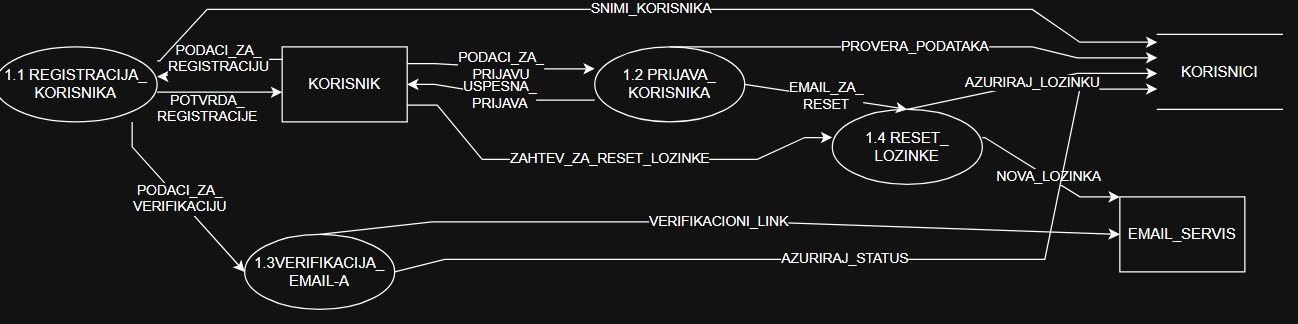 SNIMI_KORISNIKA
PODACI_ZA_
REGISTRACIJU
1.1 REGISTRACIJA_
KORISNIKA
POTVRDA_
REGISTRACIJE
KORISNIK
PODACI_ZA_
PRIJAVU
USPESNA_
PRIJAVA
1.2 PRIJAVA_
KORISNIKA
PROVERA_PODATAKA
EMAIL_ZA_
RESET
AZURIRAJ_LOZINKU
KORISNICI
1.4 RESET_
LOZINKE
ZAHTEV_ZA_RESET_LOZINKE
NOVA_LOZINKA
PODACI_ZA_
VERIFIKACIJU
VERIFIKACIONI_LINK
EMAIL_SERVIS
1.3VERIFIKACIJA_
EMAIL-A
AZURIRAJ_STATUS